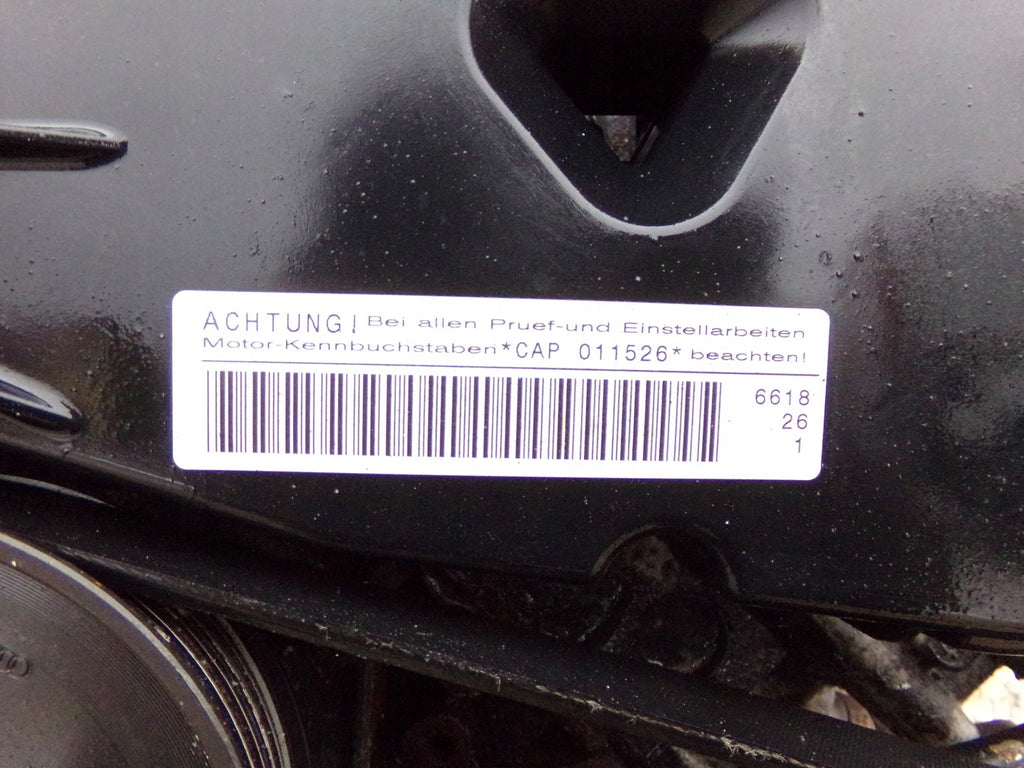 ACHTUNG! Bei allen Pruef-und Einstellarbeiten
Motor-Kennbuchstaben*CAP 011526* beachten!
6618
26
1